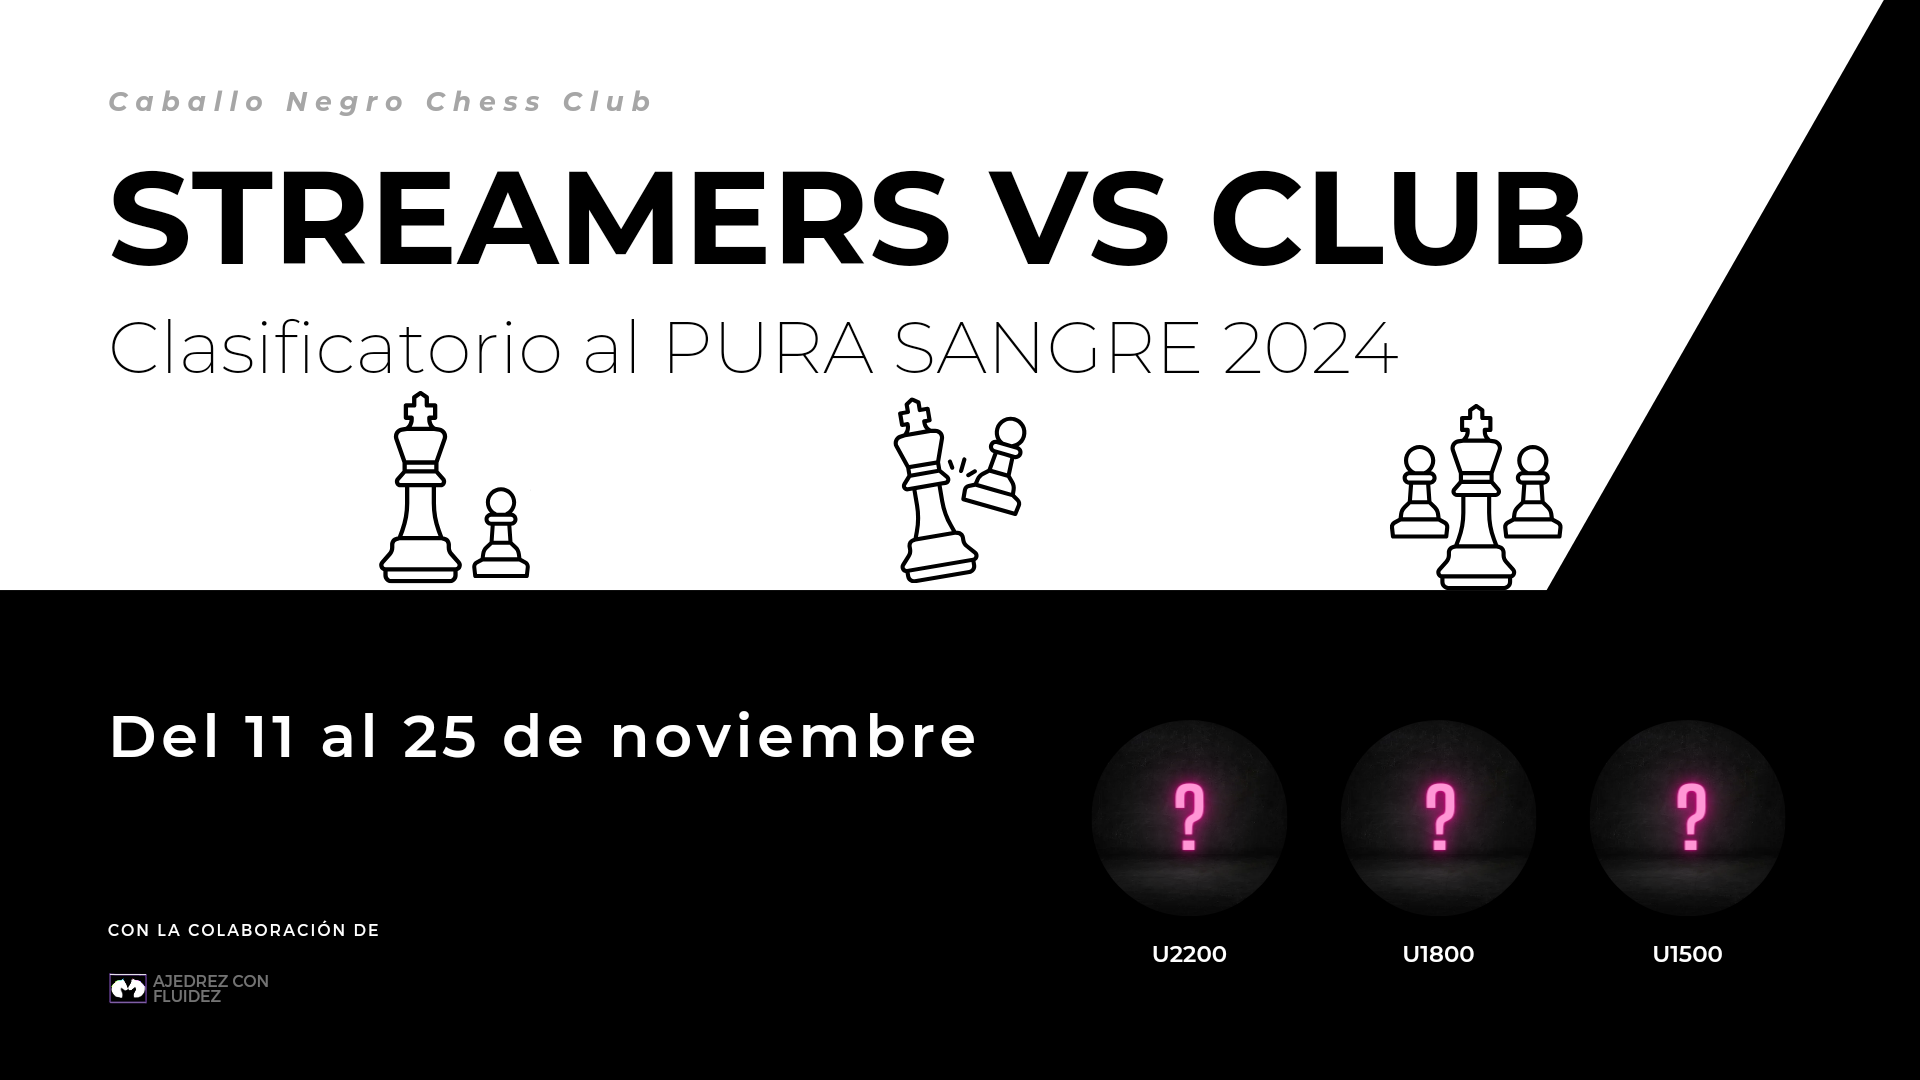 Caballo Negro Chess Club
STREAMERS VS CLUB
Clasificatorio al PURA SANGRE 2024
Del 11 al 25 de noviembre
? ? ?
U2200 U1800 U1500
CON LA COLABORACIÓN DE
AJEDREZ CON
FLUIDEZ